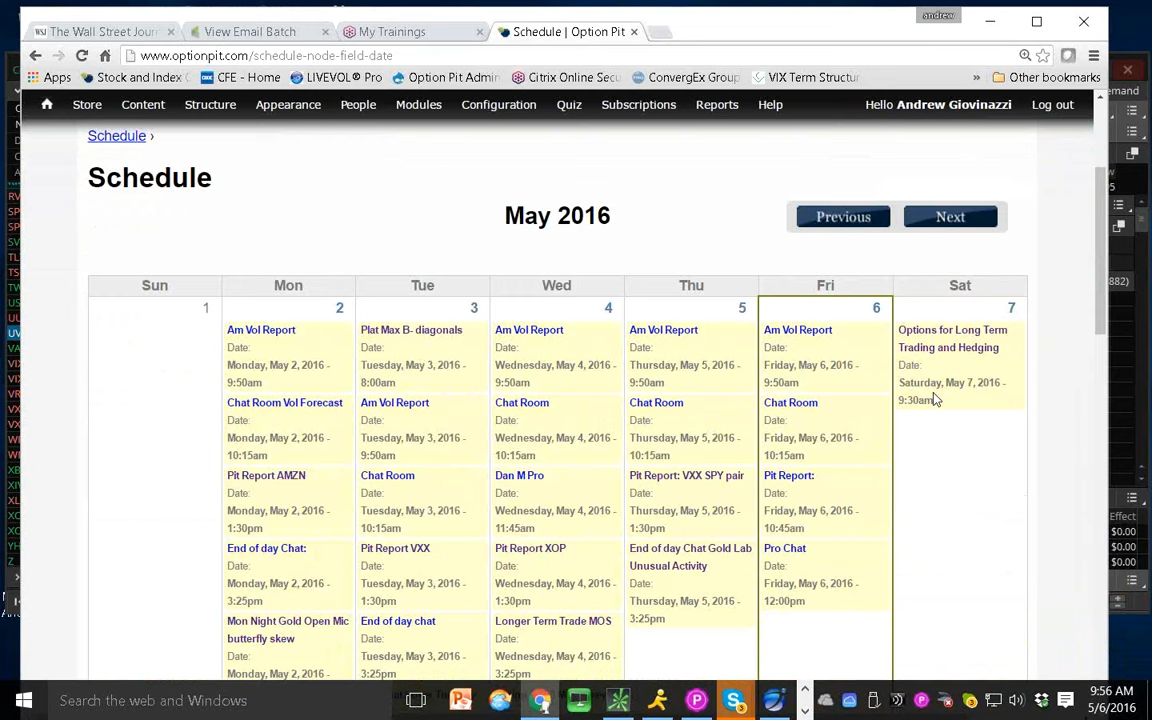 andrew
The Wall Street Jour
View Email Batch
My Trainings
Schedule | Option Pit
www.optionpit.com/schedule-node-field-date
Apps
Stock and Index
CFE - Home
LIVEVOL® Pro
Option Pit Admin
Citrix Online Secu
ConvergEx Group
VIX Term Structur
»
Other bookmarks
Store Content Structure Appearance People Modules Configuration Quiz Subscriptions Reports Help Hello Andrew Giovinazzi Log out
Schedule ›
Schedule
May 2016
Previous Next
Sun Mon Tue Wed Thu Fri Sat
1 2 3 4 5 6 7
Am Vol Report
Date:
Monday, May 2, 2016 -
9:50am
Chat Room Vol Forecast
Date:
Monday, May 2, 2016 -
10:15am
Pit Report AMZN
Date:
Monday, May 2, 2016 -
1:30pm
End of day Chat:
Date:
Monday, May 2, 2016 -
3:25pm
Mon Night Gold Open Mic
butterfly skew
Date:
Monday, May 2, 2016 -
Plat Max B- diagonals
Date:
Tuesday, May 3, 2016 -
8:00am
Am Vol Report
Date:
Tuesday, May 3, 2016 -
9:50am
Chat Room
Date:
Tuesday, May 3, 2016 -
10:15am
Pit Report VXX
Date:
Tuesday, May 3, 2016 -
1:30pm
End of day chat
Date:
Tuesday, May 3, 2016 -
3:25pm
Am Vol Report
Date:
Wednesday, May 4, 2016 -
9:50am
Chat Room
Date:
Wednesday, May 4, 2016 -
10:15am
Dan M Pro
Date:
Wednesday, May 4, 2016 -
11:45am
Pit Report XOP
Date:
Wednesday, May 4, 2016 -
1:30pm
Longer Term Trade MOS
Date:
Wednesday, May 4, 2016 -
3:25pm
Am Vol Report
Date:
Thursday, May 5, 2016 -
9:50am
Chat Room
Date:
Thursday, May 5, 2016 -
10:15am
Pit Report: VXX SPY pair
Date:
Thursday, May 5, 2016 -
1:30pm
End of day Chat Gold Lab
Unusual Activity
Date:
Thursday, May 5, 2016 -
3:25pm
Am Vol Report
Date:
Friday, May 6, 2016 -
9:50am
Chat Room
Date:
Friday, May 6, 2016 -
10:15am
Pit Report:
Date:
Friday, May 6, 2016 -
10:45am
Pro Chat
Date:
Friday, May 6, 2016 -
12:00pm
Options for Long Term
Trading and Hedging
Date:
Saturday, May 7, 2016 -
9:30am
emand
882)
Effect
$0.00
$0.00
$0.00
Search the web and Windows
9:56 AM
5/6/2016